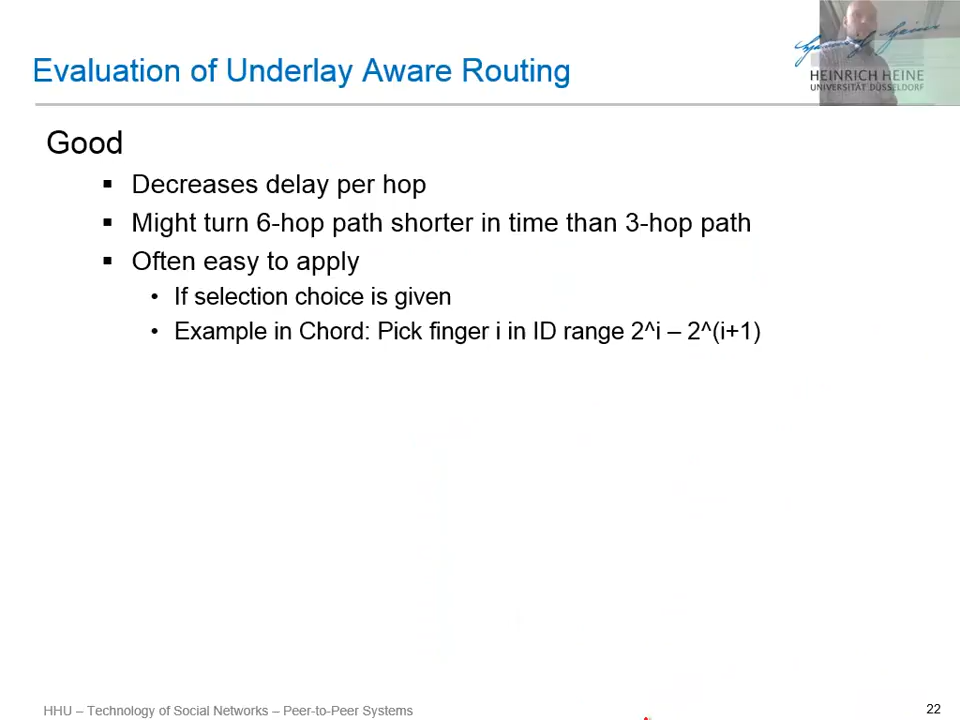 Evaluation of Underlay Aware Routing
HEINRICH HEINE
UNIVERSITÄT DÜSSELDORF
Good
▪ Decreases delay per hop
▪ Might turn 6-hop path shorter in time than 3-hop path
▪ Often easy to apply
• If selection choice is given
• Example in Chord: Pick finger i in ID range 2^i – 2^(i+1)
HHU – Technology of Social Networks – Peer-to-Peer Systems
22